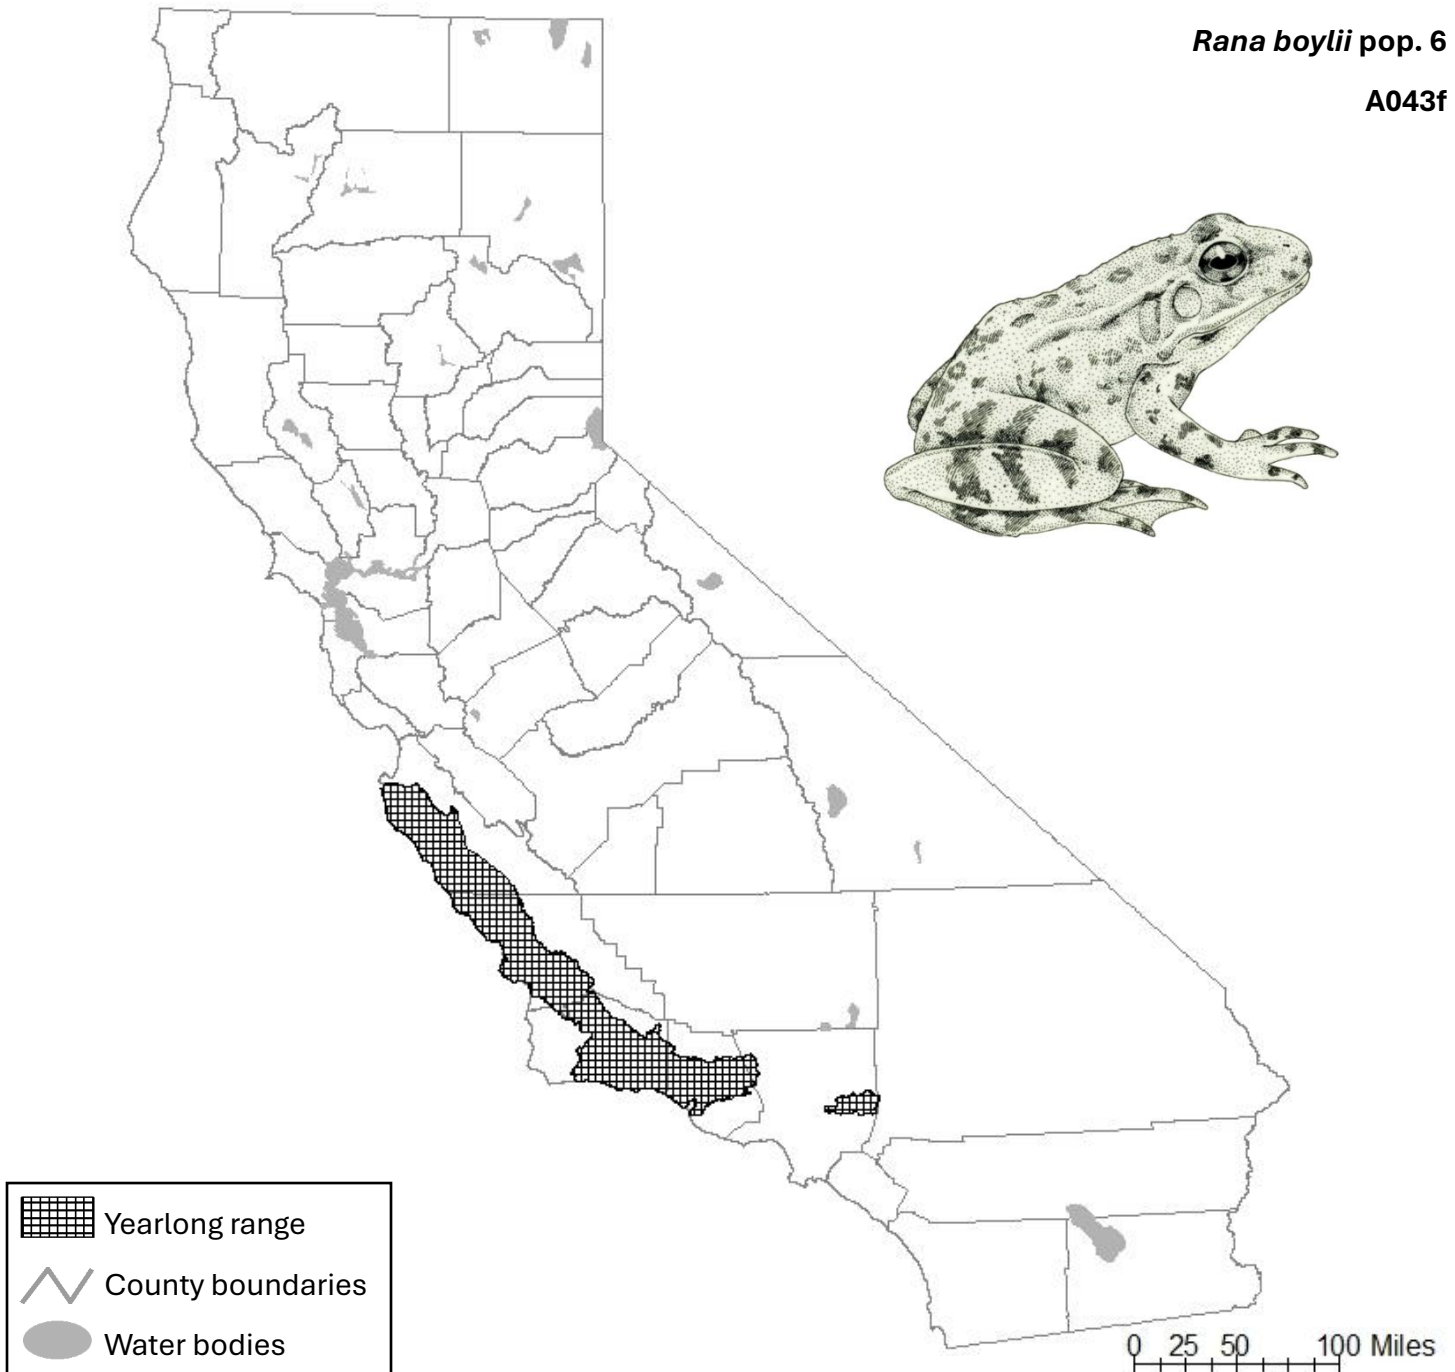 Rana boylii pop. 6
A043f
Yearlong range
County boundaries
Water bodies
0 25 50 100 Miles